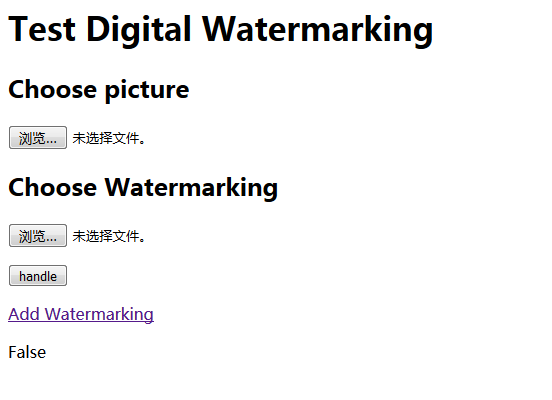 Test Digital Watermarking
Choose picture
浏览... 未选择文件。
Choose Watermarking
浏览... 未选择文件。
handle
Add Watermarking
False